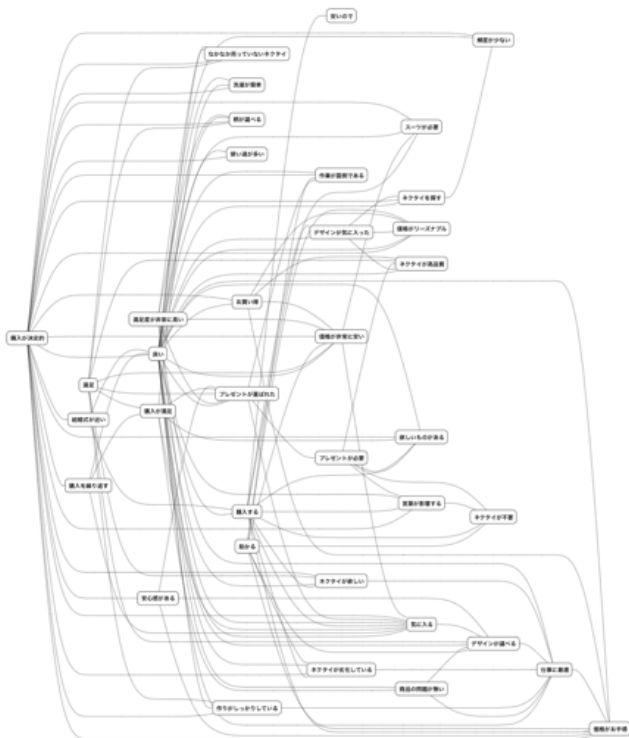 安いので
頻度が少ない
なかなか売っていないネクタイ
洗濯が簡単
柄が選べる
スーツが必要
使い道が多い
作業が面倒である
ネクタイを探す
デザインが気に入った
価格がリーズナブル
ネクタイが高品質
お買い得
満足度が非常に高い
購入が決定的
価格が非常に安い
良い
満足
プレゼントが喜ばれた
購入が満足
結婚式が近い
欲しいものがある
プレゼントが必要
購入を繰り返す
言葉が影響する
購入する
ネクタイが不要
助かる
ネクタイが欲しい
安心感がある
気に入る
デザインが選べる
ネクタイが劣化している
仕事に最適
商品の問題が無い
作りがしっかりしている
価格がお手頃